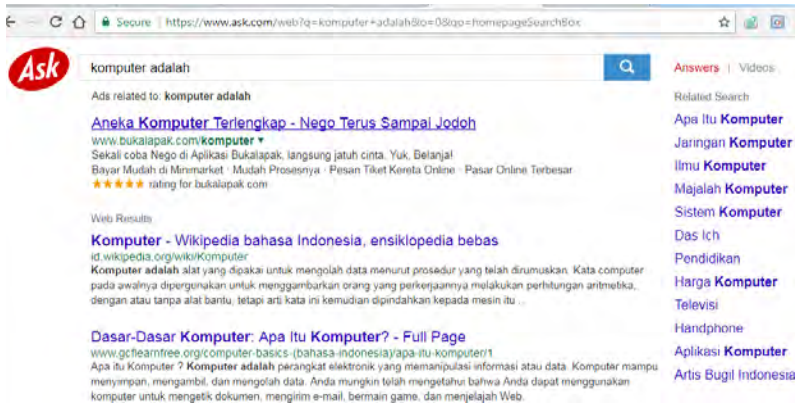 Secure https://www.ask.com/web?q=komputer+adalah&o=0&qo=homepageSearchBox
Ask
komputer adalah
Answers | Videos
Ads related to: komputer adalah
Aneka Komputer Terlengkap - Nego Terus Sampai Jodoh
www.bukalapak.com/komputer
Sekali coba Nego di Aplikasi Bukalapak, langsung jatuh cinta. Yuk, Belanja!
Bayar Mudah di Minimarket · Mudah Prosesnya · Pesan Tiket Kereta Online · Pasar Online Terbesar
rating for bukalapak.com
Web Results
Komputer - Wikipedia bahasa Indonesia, ensiklopedia bebas
id.wikipedia.org/wiki/Komputer
Komputer adalah alat yang dipakai untuk mengolah data menurut prosedur yang telah dirumuskan. Kata computer
pada awalnya dipergunakan untuk menggambarkan orang yang perkerjaannya melakukan perhitungan aritmetika,
dengan atau tanpa alat bantu, tetapi arti kata ini kemudian dipindahkan kepada mesin itu ...
Dasar-Dasar Komputer: Apa Itu Komputer? - Full Page
www.gcflearnfree.org/computer-basics-(bahasa-indonesia)/apa-itu-komputer/1
Apa itu Komputer ? Komputer adalah perangkat elektronik yang memanipulasi informasi atau data. Komputer mampu
menyimpan, mengambil, dan mengolah data. Anda mungkin telah mengetahui bahwa Anda dapat menggunakan
komputer untuk mengetik dokumen, mengirim e-mail, bermain game, dan menjelajah Web.
Related Search
Apa Itu Komputer
Jaringan Komputer
Ilmu Komputer
Majalah Komputer
Sistem Komputer
Das Ich
Pendidikan
Harga Komputer
Televisi
Handphone
Aplikasi Komputer
Artis Bugil Indonesia